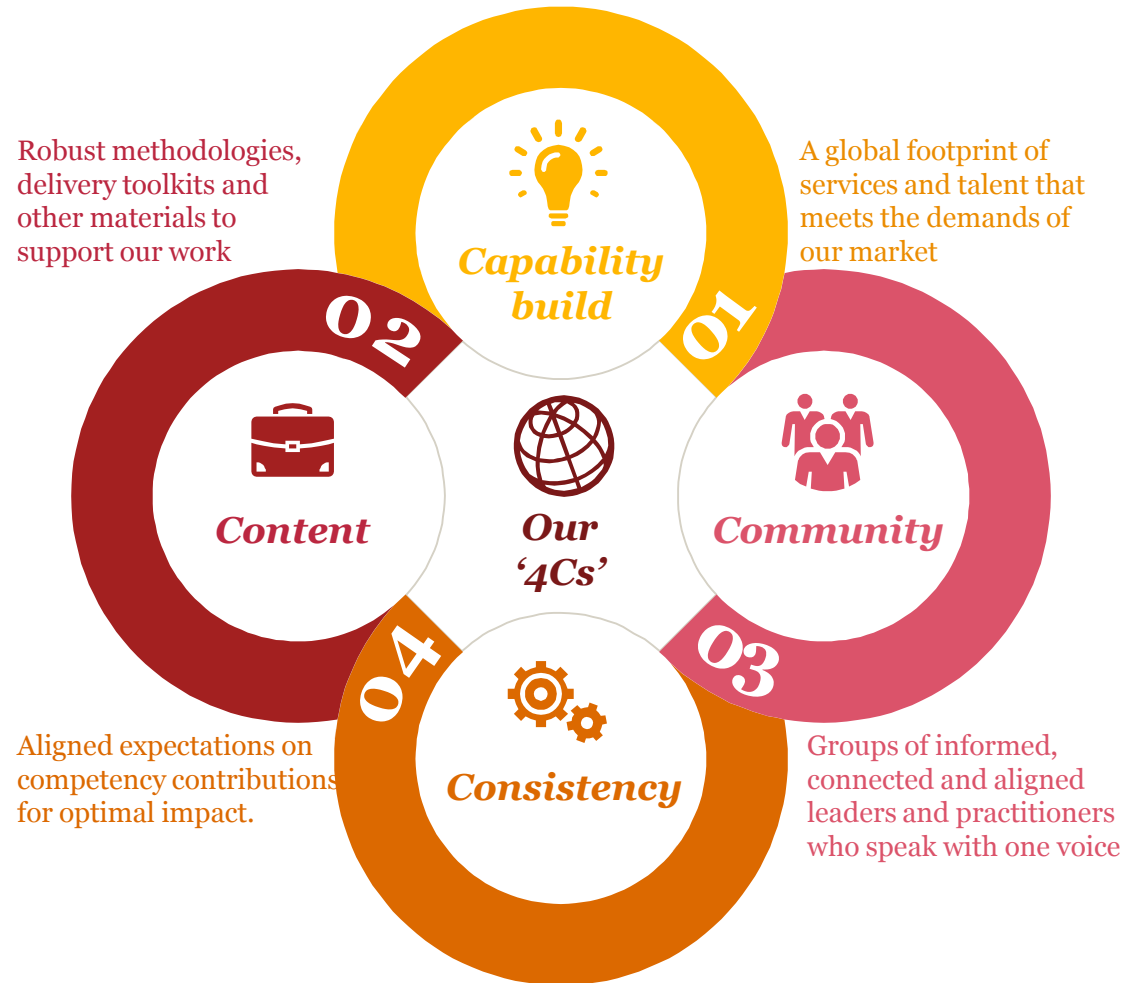 Robust methodologies,
delivery toolkits and
other materials to
support our work
A global footprint of
services and talent that
meets the demands of
our market
Capability
build
01
02
Content
Our
‘4Cs’
Community
03
04
Consistency
Aligned expectations on
competency contributions
for optimal impact.
Groups of informed,
connected and aligned
leaders and practitioners
who speak with one voice